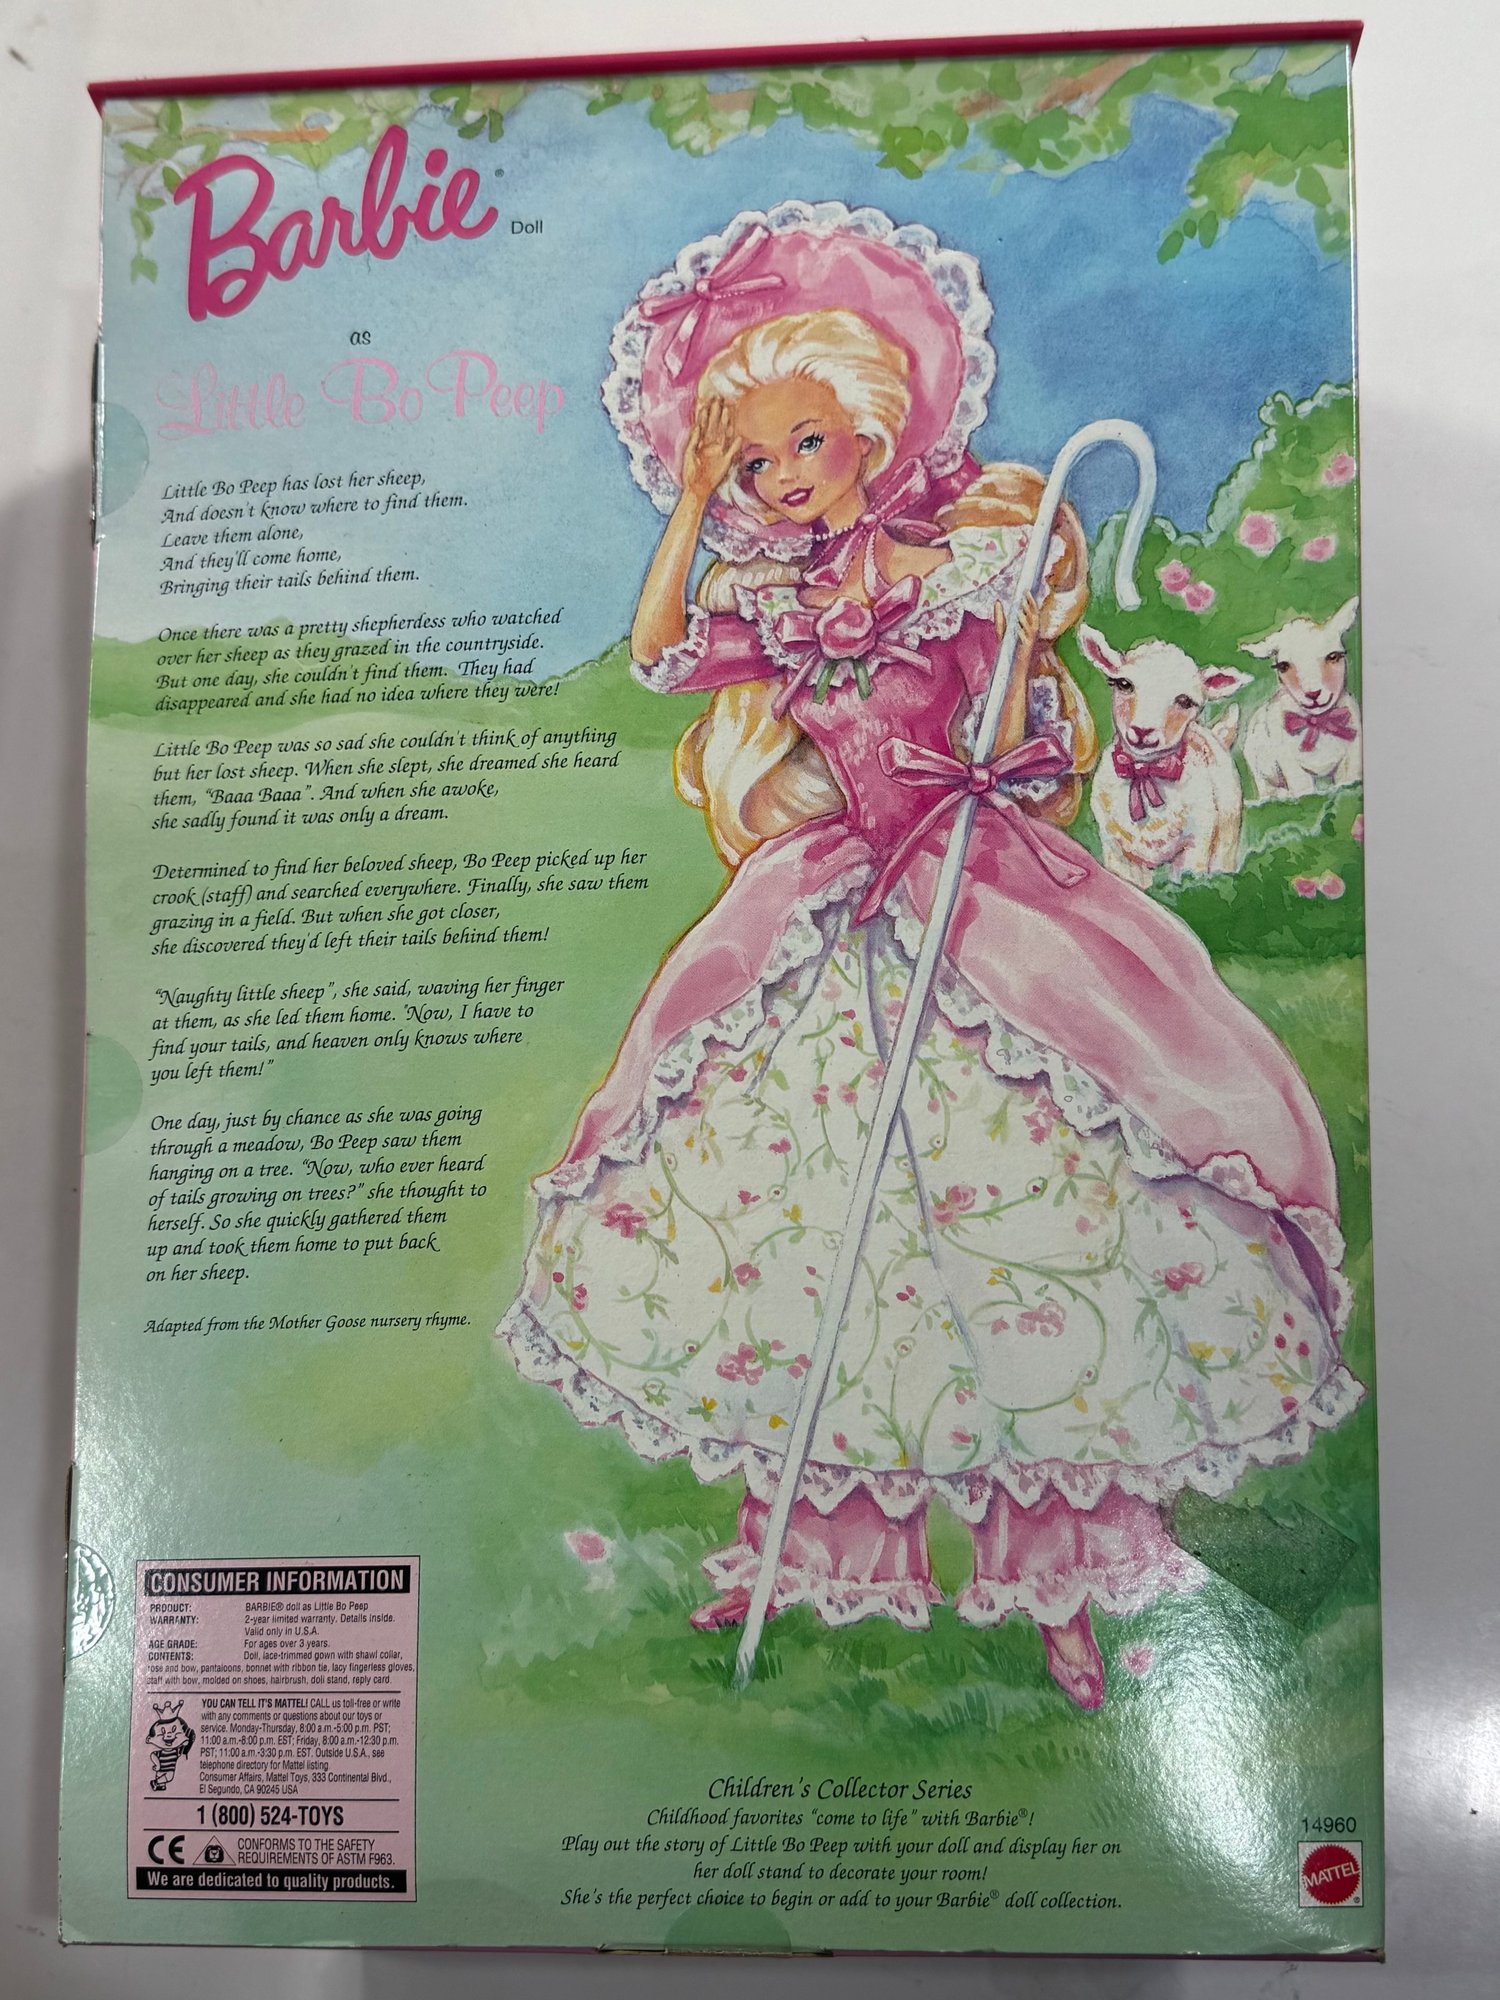 Barbie® Doll
as
Little Bo Peep
Little Bo Peep has lost her sheep,
And doesn't know where to find them.
Leave them alone,
And they'll come home,
Bringing their tails behind them.
Once there was a pretty shepherdess who watched
over her sheep as they grazed in the countryside.
But one day, she couldn't find them. They had
disappeared and she had no idea where they were!
Little Bo Peep was so sad she couldn't think of anything
but her lost sheep. When she slept, she dreamed she heard
them, "Baaa Baaa". And when she awoke,
she sadly found it was only a dream.
Determined to find her beloved sheep, Bo Peep picked up her
crook (staff) and searched everywhere. Finally, she saw them
grazing in a field. But when she got closer,
she discovered they'd left their tails behind them!
"Naughty little sheep", she said, waving her finger
at them, as she led them home. "Now, I have to
find your tails, and heaven only knows where
you left them!"
One day, just by chance as she was going
through a meadow, Bo Peep saw them
hanging on a tree. "Now, who ever heard
of tails growing on trees?" she thought to
herself. So she quickly gathered them
up and took them home to put back
on her sheep.
Adapted from the Mother Goose nursery rhyme.
CONSUMER INFORMATION
PRODUCT: BARBIE® doll as Little Bo Peep
WARRANTY: 2-year limited warranty. Details inside.
Valid only in U.S.A.
AGE GRADE: For ages over 3 years.
CONTENTS: Doll, lace-trimmed gown with shawl collar,
rose and bow, pantaloons, bonnet with ribbon tie, lacy fingerless gloves,
staff with bow, molded on shoes, hairbrush, doll stand, reply card.
YOU CAN TELL IT'S MATTEL! CALL us toll-free or write
with any comments or questions about our toys or
service. Monday-Thursday, 8:00 a.m.-5:00 p.m. PST;
11:00 a.m.-8:00 p.m. EST; Friday, 8:00 a.m.-12:30 p.m.
PST; 11:00 a.m.-3:30 p.m. EST. Outside U.S.A., see
telephone directory for Mattel listing.
Consumer Affairs, Mattel Toys, 333 Continental Blvd.,
El Segundo, CA 90245 USA
1 (800) 524-TOYS
CE CONFORMS TO THE SAFETY
REQUIREMENTS OF ASTM F963.
We are dedicated to quality products.
Children's Collector Series
Childhood favorites "come to life" with Barbie®!
Play out the story of Little Bo Peep with your doll and display her on
her doll stand to decorate your room!
She's the perfect choice to begin or add to your Barbie® doll collection.
14960
MATTEL®